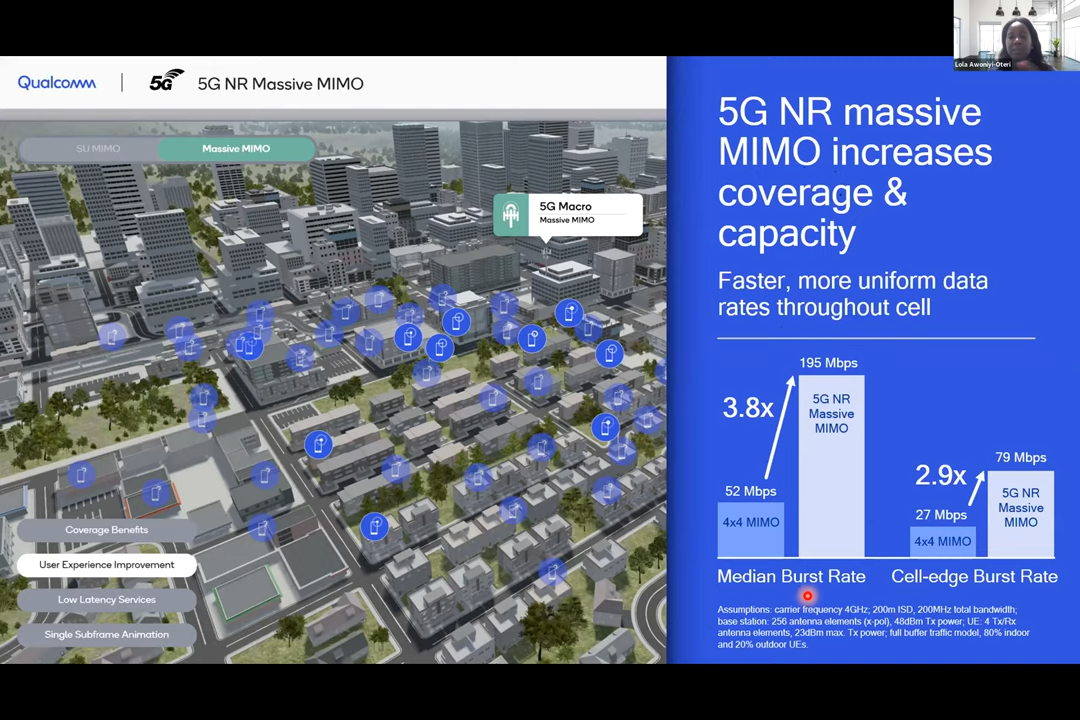 Lola Awoniyi-Oteri
Qualcomm
5G
5G NR Massive MIMO
SU MIMO
Massive MIMO
5G Macro
Massive MIMO
Coverage Benefits
User Experience Improvement
Low Latency Services
Single Subframe Animation
5G NR massive
MIMO increases
coverage &
capacity
Faster, more uniform data
rates throughout cell
195 Mbps
3.8x
5G NR
Massive
MIMO
52 Mbps
4x4 MIMO
Median Burst Rate
79 Mbps
2.9x
5G NR
Massive
MIMO
27 Mbps
4x4 MIMO
Cell-edge Burst Rate
Assumptions: carrier frequency 4GHz; 200m ISD, 200MHz total bandwidth;
base station: 256 antenna elements (x-pol), 48dBm Tx power; UE: 4 Tx/Rx
antenna elements, 23dBm max. Tx power; full buffer traffic model, 80% indoor
and 20% outdoor UEs.